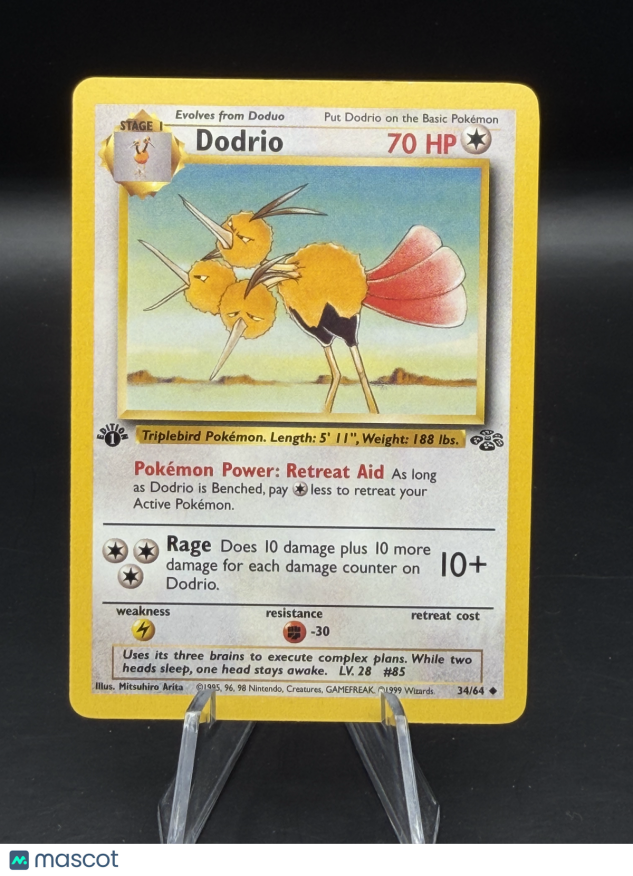 Evolves from Doduo
Put Dodrio on the Basic Pokémon
STAGE 1
Dodrio
70 HP
EDITION
1
Triplebird Pokémon. Length: 5' 11", Weight: 188 lbs.
Pokémon Power: Retreat Aid As long
as Dodrio is Benched, pay less to retreat your
Active Pokémon.
Rage Does 10 damage plus 10 more
damage for each damage counter on
Dodrio.
10+
weakness
resistance
retreat cost
-30
Uses its three brains to execute complex plans. While two
heads sleep, one head stays awake. LV. 28 #85
Illus. Mitsuhiro Arita ©1995, 96, 98 Nintendo, Creatures, GAMEFREAK. ©1999 Wizards. 34/64
mascot